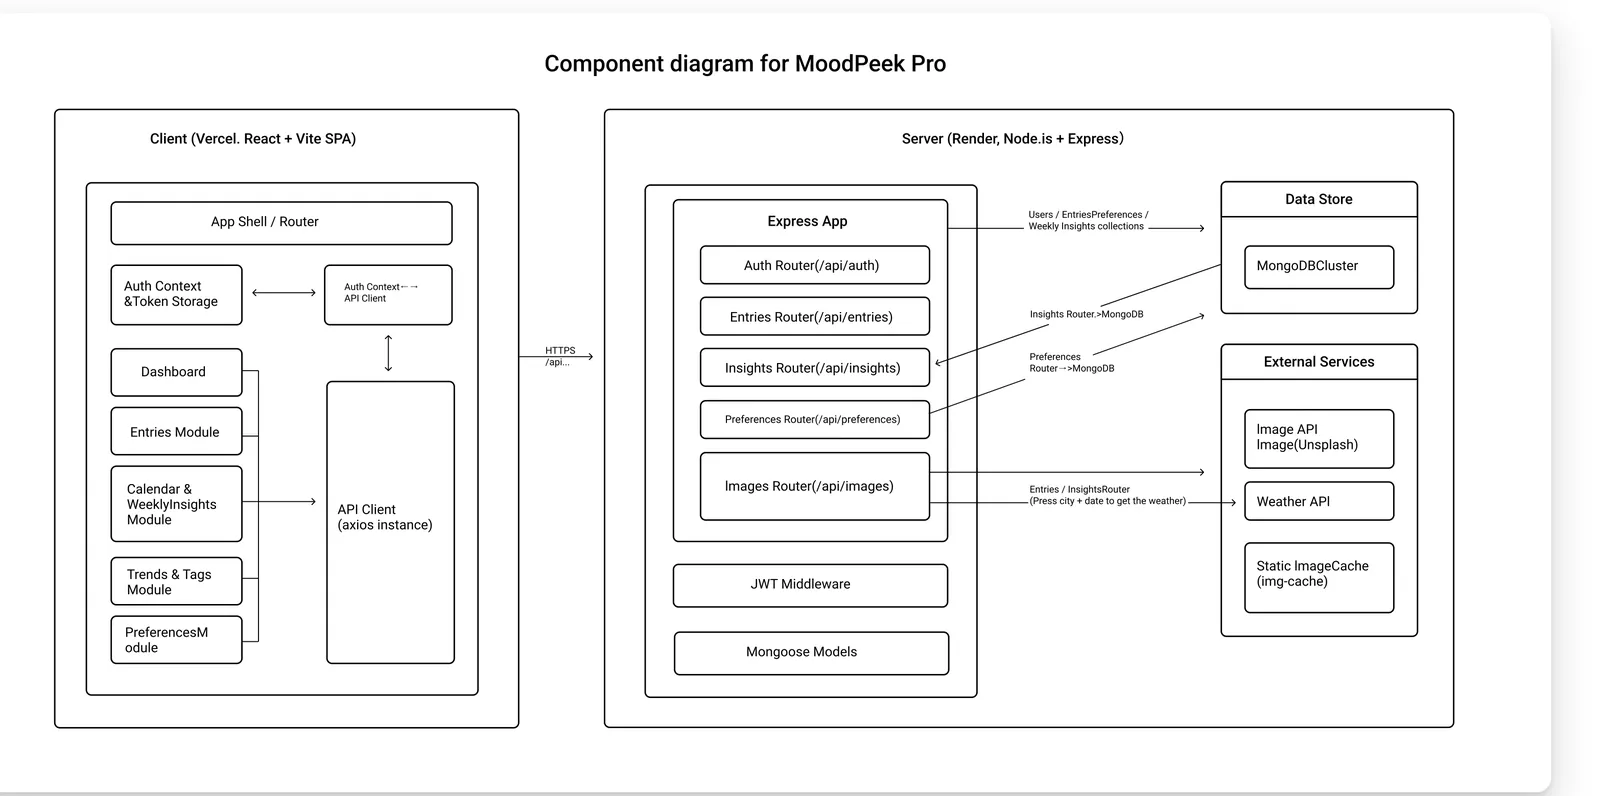 Component diagram for MoodPeek Pro
Client (Vercel. React + Vite SPA)
App Shell / Router
Auth Context
&Token Storage
Auth Context←→
API Client
Dashboard
Entries Module
Calendar &
WeeklyInsights
Module
Trends & Tags
Module
PreferencesM
odule
API Client
(axios instance)
HTTPS
/api...
Server (Render, Node.is + Express)
Express App
Auth Router(/api/auth)
Entries Router(/api/entries)
Insights Router(/api/insights)
Preferences Router(/api/preferences)
Images Router(/api/images)
JWT Middleware
Mongoose Models
Users / EntriesPreferences /
Weekly Insights collections
Insights Router.>MongoDB
Preferences
Router→>MongoDB
Entries / InsightsRouter
(Press city + date to get the weather)
Data Store
MongoDBCluster
External Services
Image API
Image(Unsplash)
Weather API
Static ImageCache
(img-cache)